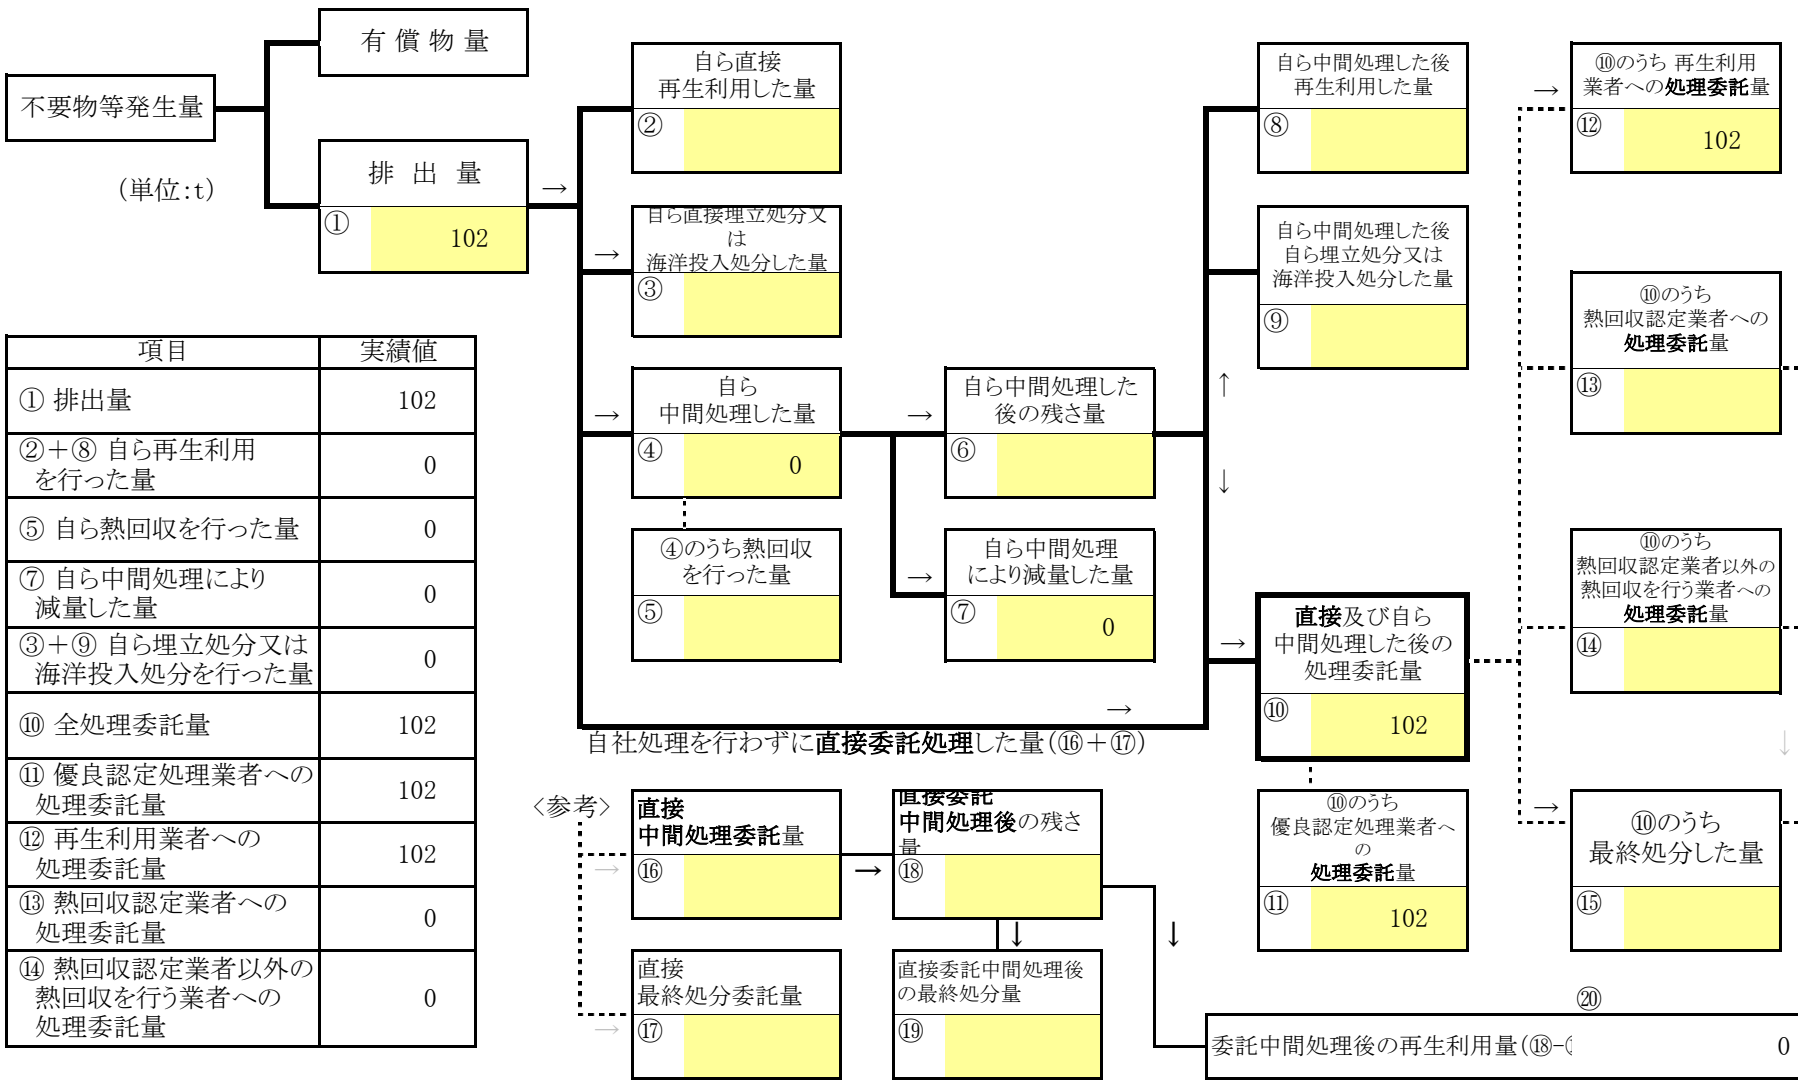 有 償 物 量
不要物等発生量
(単位:t)
排 出 量
①
102
→
自ら直接
再生利用した量
②
→
自ら直接埋立処分又
は
海洋投入処分した量
③
→
自ら
中間処理した量
④
0
④のうち熱回収
を行った量
⑤
→
自ら中間処理した
後の残さ量
⑥
→
自ら中間処理
により減量した量
⑦
0
自ら中間処理した後
再生利用した量
⑧
自ら中間処理した後
自ら埋立処分又は
海洋投入処分した量
⑨
↑
↓
→
直接及び自ら
中間処理した後の
処理委託量
⑩
102
⑩のうち
優良認定処理業者へ
の
処理委託量
⑪
102
→
⑩のうち 再生利用
業者への処理委託量
⑫
102
⑩のうち
熱回収認定業者への
処理委託量
⑬
⑩のうち
熱回収認定業者以外の
熱回収を行う業者への
処理委託量
⑭
↓
→
⑩のうち
最終処分した量
⑮
→
自社処理を行わずに直接委託処理した量(⑯+⑰)
<参考>
→
直接
中間処理委託量
⑯
→
直接
最終処分委託量
⑰
→
直接委託
中間処理後の残さ
量
⑱
↓
直接委託中間処理後
の最終処分量
⑲
↓
⑳
委託中間処理後の再生利用量(⑱-
0
項目 実績値
① 排出量 102
②+⑧ 自ら再生利用
を行った量 0
⑤ 自ら熱回収を行った量 0
⑦ 自ら中間処理により
減量した量 0
③+⑨ 自ら埋立処分又は
海洋投入処分を行った量 0
⑩ 全処理委託量 102
⑪ 優良認定処理業者への
処理委託量 102
⑫ 再生利用業者への
処理委託量 102
⑬ 熱回収認定業者への
処理委託量 0
⑭ 熱回収認定業者以外の
熱回収を行う業者への
処理委託量 0